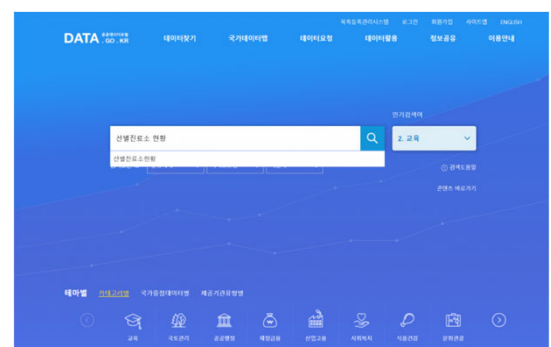 목록등록관리시스템 로그인 회원가입 사이트맵 ENGLISH
DATA 공공데이터포털 .GO.KR
데이터찾기 국가데이터맵 데이터요청 데이터활용 정보공유 이용안내
인기검색어
선별진료소 현황
2. 교육
선별진료소현황
검색도움말
콘텐츠 바로가기
테마별 카테고리별 국가중점데이터별 제공기관유형별
교육 국토관리 공공행정 재정금융 산업고용 사회복지 식품건강 문화관광